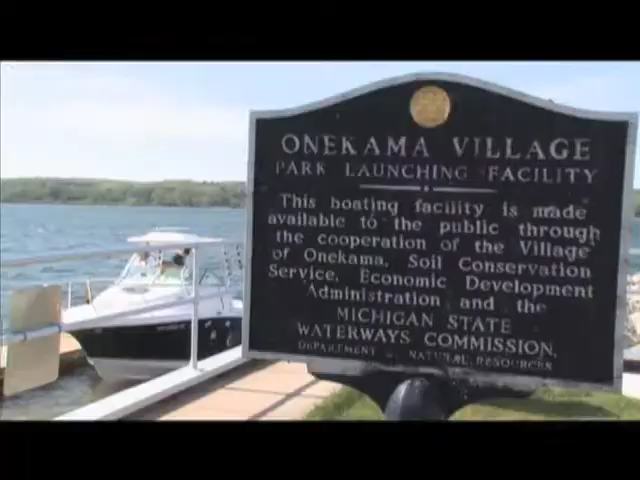 ONEKAMA VILLAGE
PARK LAUNCHING FACILITY
This boating facility is made
available to the public through
the cooperation of the Village
of Onekama, Soil Conservation
Service, Economic Development
Administration and the
MICHIGAN STATE
WATERWAYS COMMISSION,
DEPARTMENT OF NATURAL RESOURCES